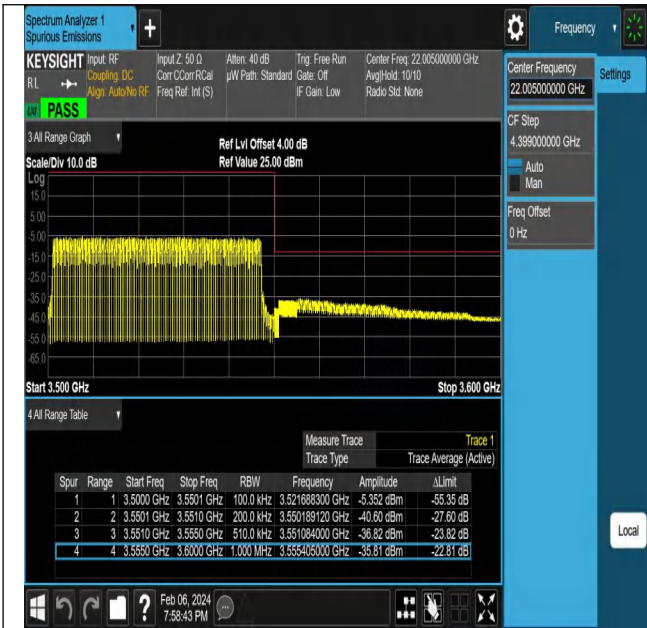 Spectrum Analyzer 1
Spurious Emissions
+
Frequency
KEYSIGHT Input: RF Input Z: 50 Ω Atten: 40 dB Trig: Free Run Center Freq: 22.005000000 GHz
RL Coupling: DC Corr CCorr RCal µW Path: Standard Gate: Off Avg|Hold: 10/10
Align: Auto/No RF Freq Ref: Int (S) IF Gain: Low Radio Std: None
LXI PASS
3 All Range Graph
Ref Lvl Offset 4.00 dB
Scale/Div 10.0 dB Ref Value 25.00 dBm
Log
15.0
5.00
-5.00
-15.0
-25.0
-35.0
-45.0
-55.0
-65.0
Start 3.500 GHz Stop 3.600 GHz
4 All Range Table
Measure Trace Trace 1
Trace Type Trace Average (Active)
Spur Range Start Freq Stop Freq RBW Frequency Amplitude ΔLimit
1 1 3.5000 GHz 3.5501 GHz 100.0 kHz 3.521688300 GHz -5.352 dBm -55.35 dB
2 2 3.5501 GHz 3.5510 GHz 200.0 kHz 3.550189120 GHz -40.60 dBm -27.60 dB
3 3 3.5510 GHz 3.5550 GHz 510.0 kHz 3.551084000 GHz -36.82 dBm -23.82 dB
4 4 3.5550 GHz 3.6000 GHz 1.000 MHz 3.555405000 GHz -35.81 dBm -22.81 dB
Center Frequency
22.005000000 GHz
Settings
CF Step
4.399000000 GHz
Auto
Man
Freq Offset
0 Hz
Local
?
Feb 06, 2024
7:58:43 PM